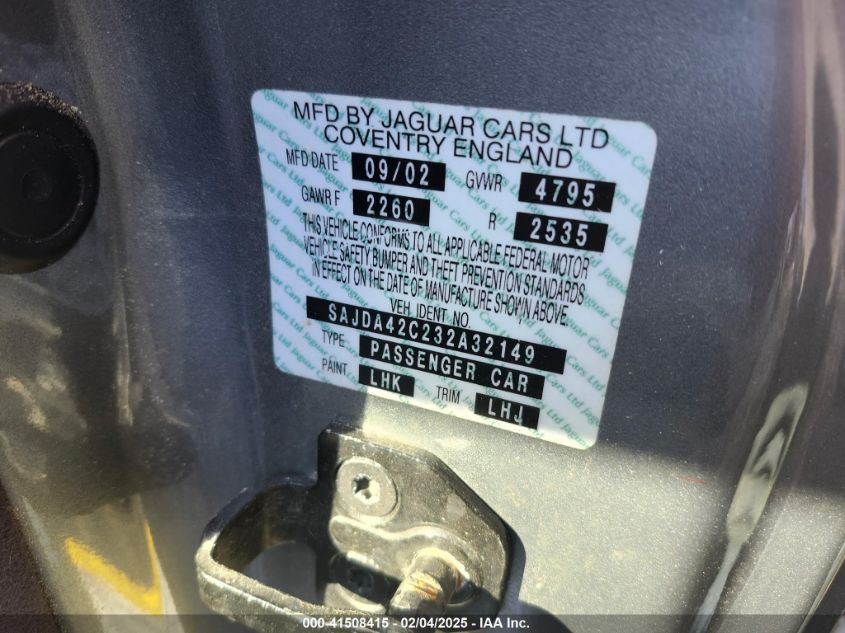 MFD BY JAGUAR CARS LTD
COVENTRY ENGLAND
MFD DATE 09/02 GVWR 4795
GAWR F 2260 R 2535
THIS VEHICLE CONFORMS TO ALL APPLICABLE FEDERAL MOTOR
VEHICLE SAFETY BUMPER AND THEFT PREVENTION STANDARDS
IN EFFECT ON THE DATE OF MANUFACTURE SHOWN ABOVE.
VEH. IDENT NO.
SAJDA42C232A32149
TYPE PASSENGER CAR
PAINT LHK TRIM LHJ
000-41508415 - 02/04/2025 - IAA Inc.